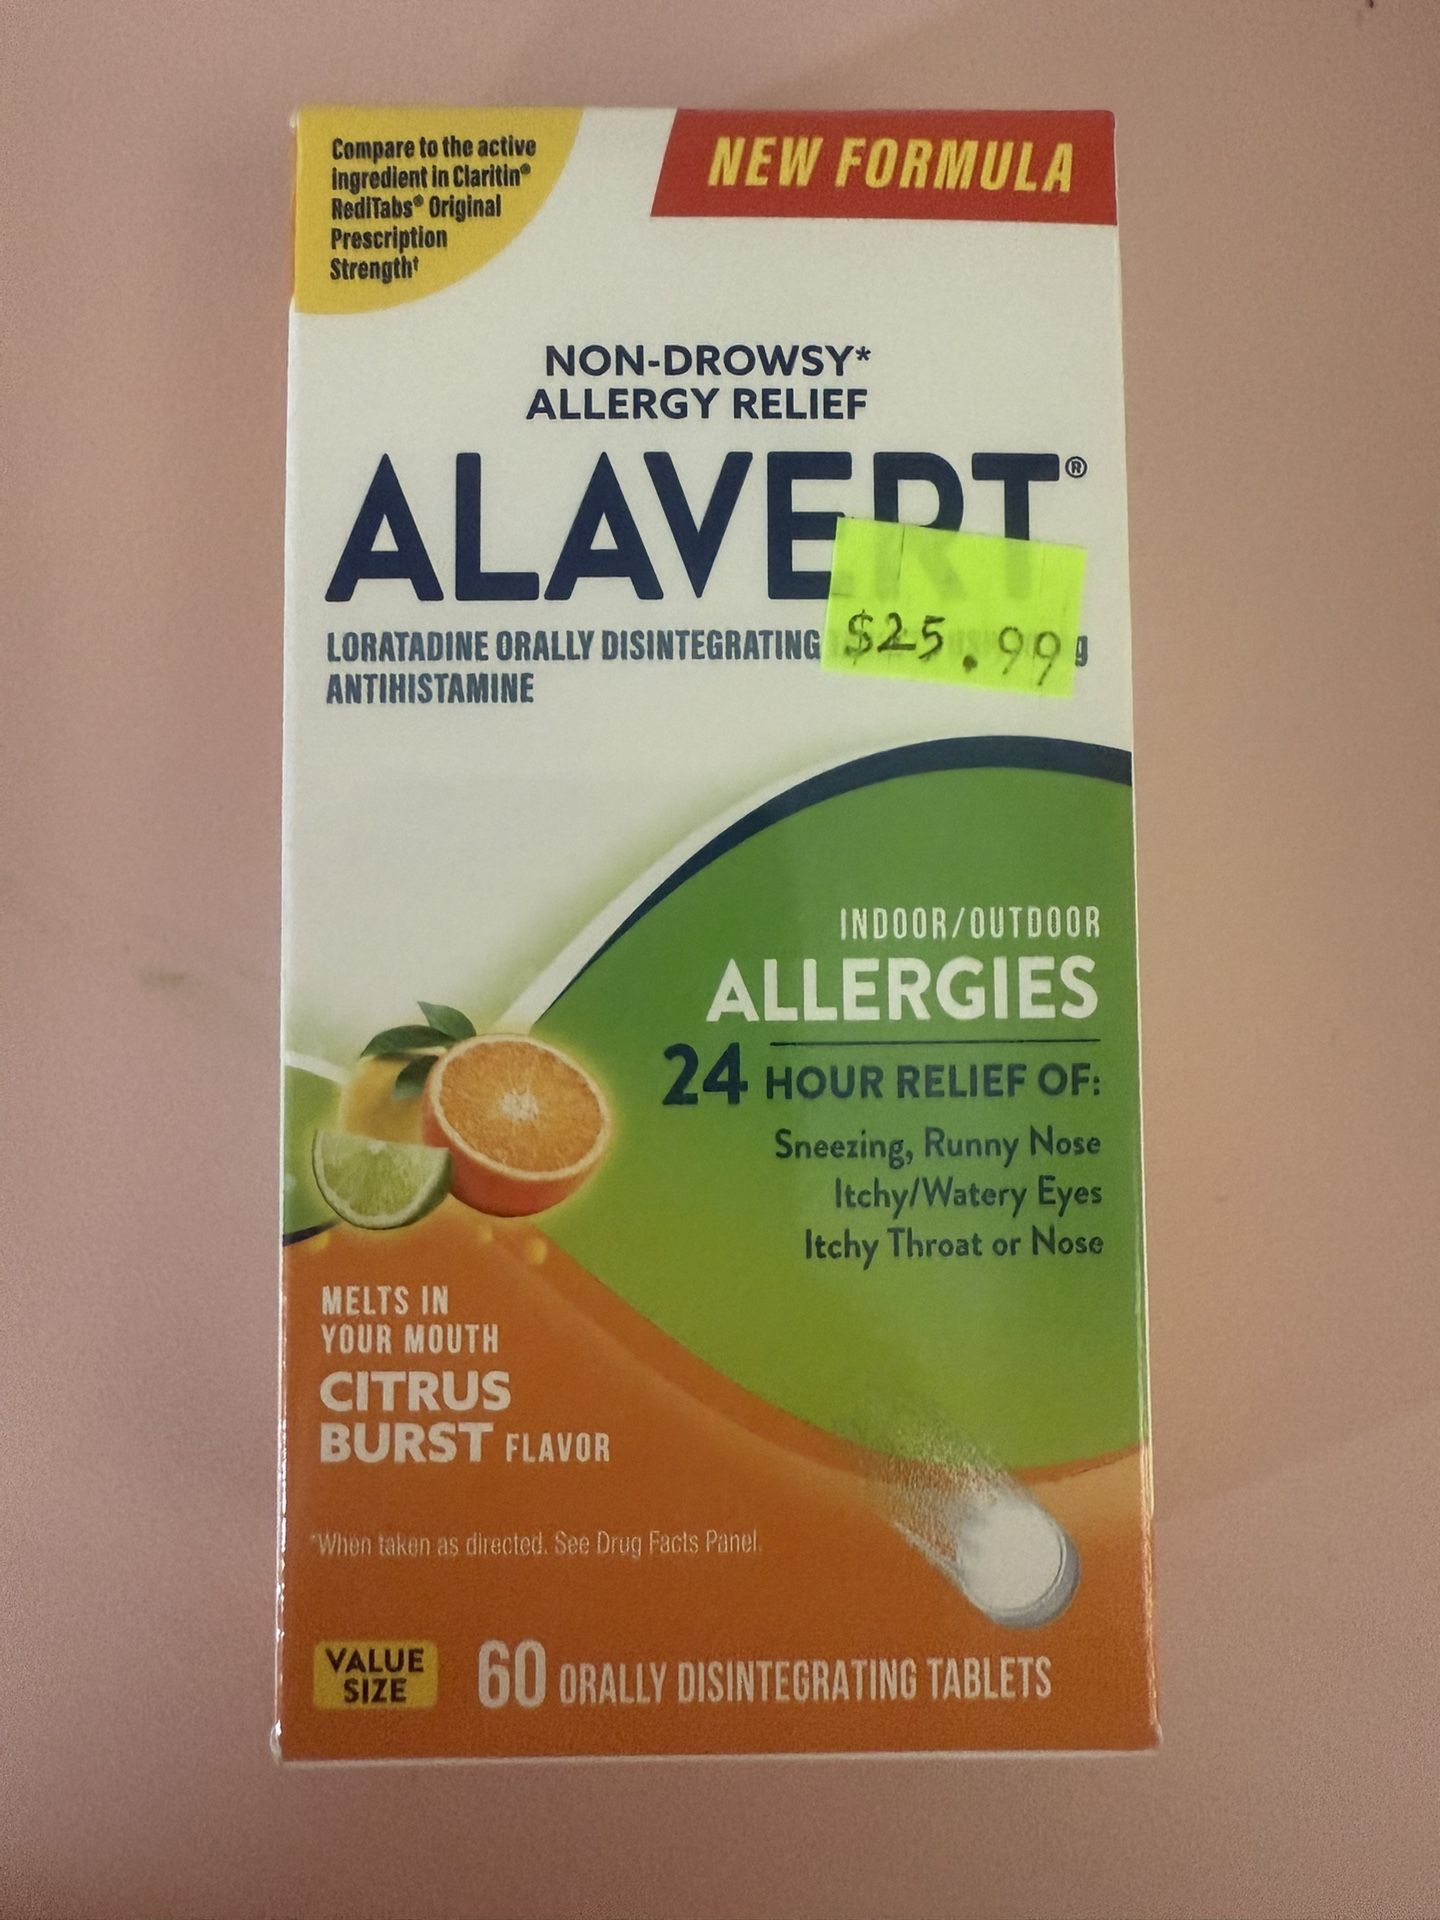 Compare to the active
ingredient in Claritin®
RediTabs® Original
Prescription
Strength†
NEW FORMULA
NON-DROWSY*
ALLERGY RELIEF
ALAVERT®
$25.99
LORATADINE ORALLY DISINTEGRATING g
ANTIHISTAMINE
INDOOR/OUTDOOR
ALLERGIES
24 HOUR RELIEF OF:
Sneezing, Runny Nose
Itchy/Watery Eyes
Itchy Throat or Nose
MELTS IN
YOUR MOUTH
CITRUS
BURST FLAVOR
*When taken as directed. See Drug Facts Panel.
VALUE
SIZE
60 ORALLY DISINTEGRATING TABLETS